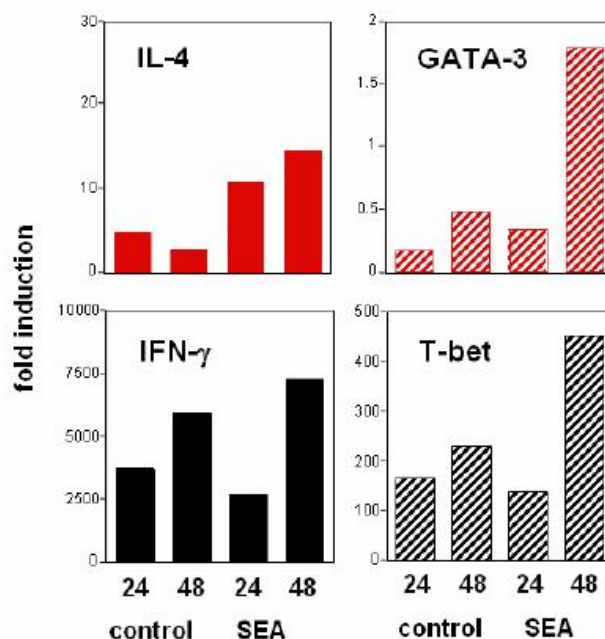 fold induction
IL-4
30
20
10
0
GATA-3
2
1.5
1
0.5
0
IFN-γ
10000
7500
5000
2500
0
T-bet
500
400
300
200
100
0
24 48 24 48
control SEA
24 48 24 48
control SEA